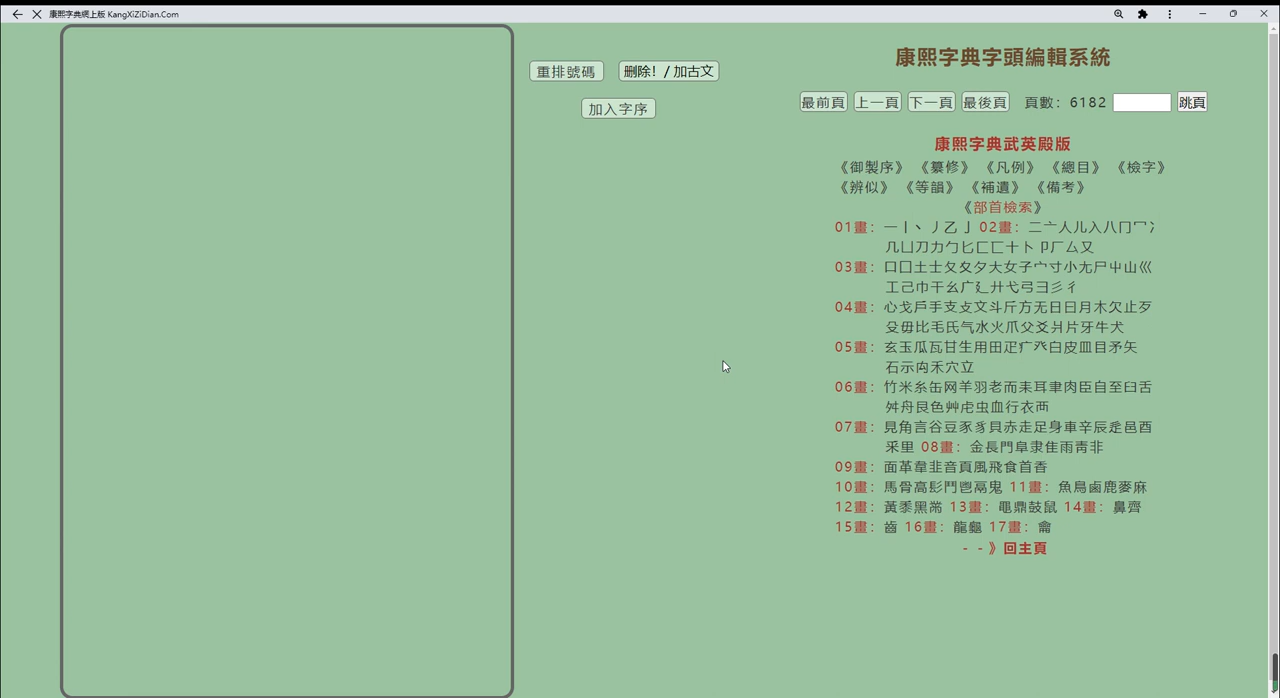 康熙字典網上版 KangXiZiDian.Com
重排號碼 刪除! / 加古文
加入字序
康熙字典字頭編輯系統
最前頁 上一頁 下一頁 最後頁 頁數: 6182 跳頁
康熙字典武英殿版
《御製序》 《纂修》 《凡例》 《總目》 《檢字》
《辨似》 《等韻》 《補遺》 《備考》
《部首檢索》
01畫: 一丨丶丿乙亅 02畫: 二亠人儿入八冂冖冫
几凵刀力勹匕匚匸十卜卩厂厶又
03畫: 口囗土士夂夊夕大女子宀寸小尢尸屮山巛
工己巾干幺广廴廾弋弓彐彡彳
04畫: 心戈戶手支攴文斗斤方无日曰月木欠止歹
殳毋比毛氏气水火爪父爻爿片牙牛犬
05畫: 玄玉瓜瓦甘生用田疋疒癶白皮皿目矛矢
石示禸禾穴立
06畫: 竹米糸缶网羊羽老而耒耳聿肉臣自至臼舌
舛舟艮色艸虍虫血行衣襾
07畫: 見角言谷豆豕豸貝赤走足身車辛辰辵邑酉
釆里 08畫: 金長門阜隶隹雨靑非
09畫: 面革韋韭音頁風飛食首香
10畫: 馬骨高髟鬥鬯鬲鬼 11畫: 魚鳥鹵鹿麥麻
12畫: 黃黍黑黹 13畫: 黽鼎鼓鼠 14畫: 鼻齊
15畫: 齒 16畫: 龍龜 17畫: 龠
- - 》回主頁